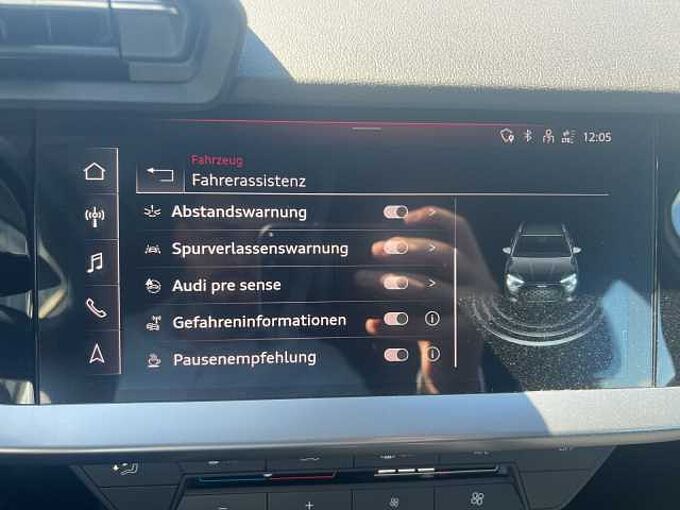 12:05
Fahrzeug
Fahrerassistenz
Abstandswarnung
Spurverlassenswarnung
Audi pre sense
Gefahreninformationen
Pausenempfehlung